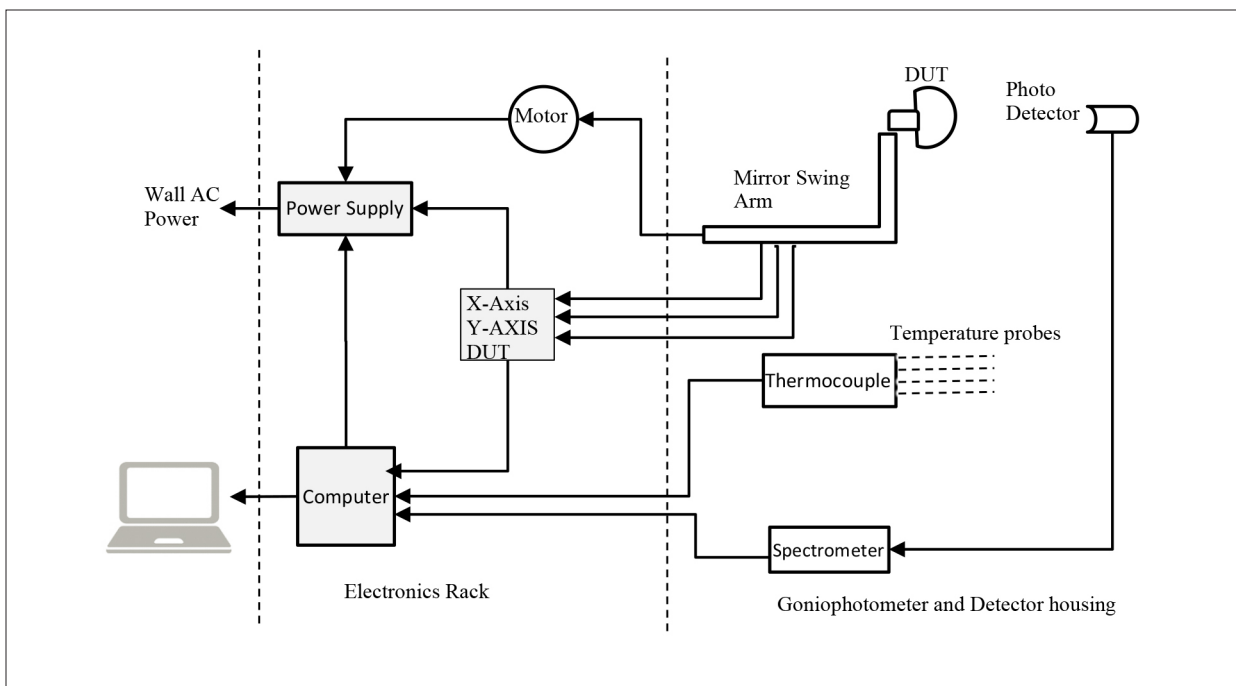 DUT
Photo
Detector
Motor
Mirror Swing
Arm
Wall AC
Power
Power Supply
X-Axis
Y-AXIS
DUT
Temperature probes
Thermocouple
Computer
Spectrometer
Electronics Rack
Goniophotometer and Detector housing